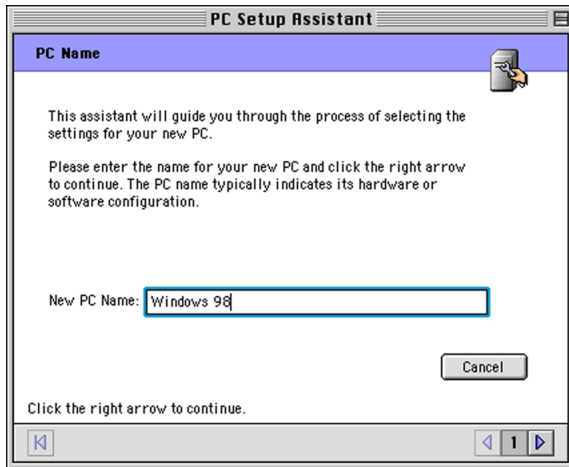 PC Setup Assistant
PC Name
This assistant will guide you through the process of selecting the
settings for your new PC.
Please enter the name for your new PC and click the right arrow
to continue. The PC name typically indicates its hardware or
software configuration.
New PC Name: Windows 98
Cancel
Click the right arrow to continue.
1